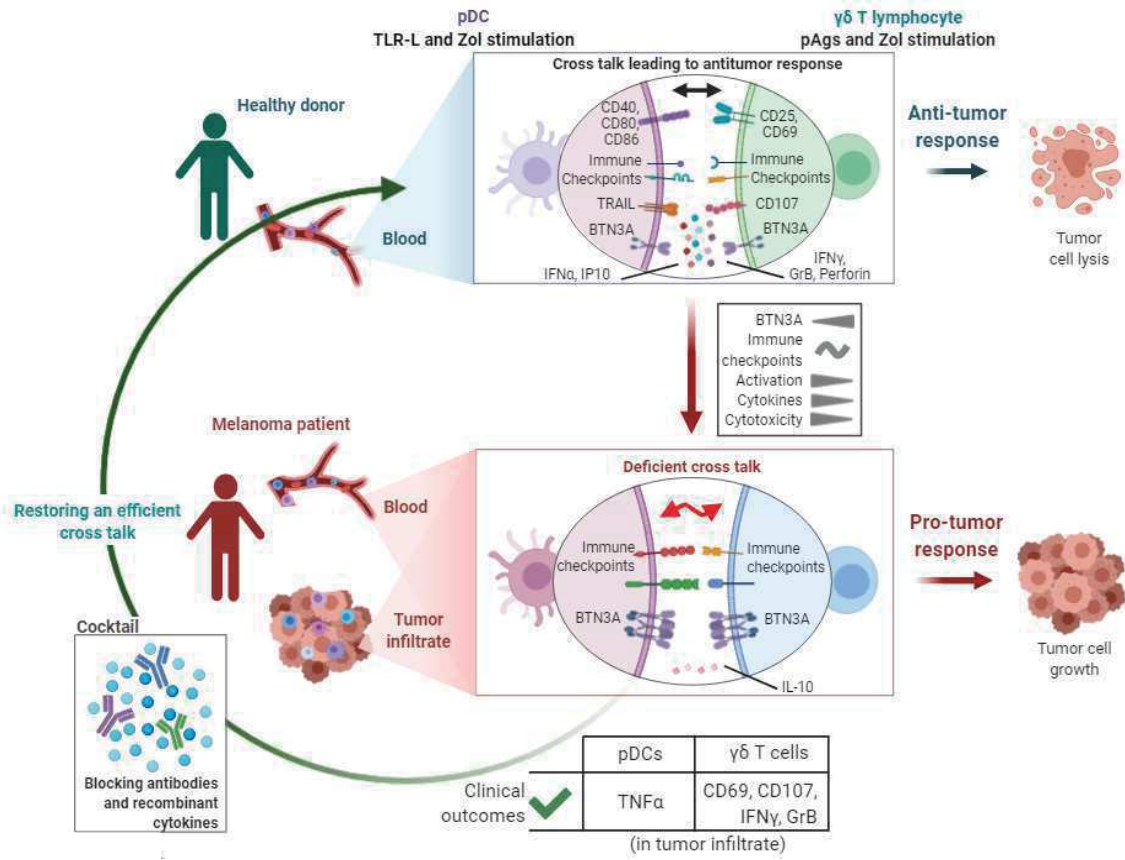 pDC
TLR-L and Zol stimulation
γδ T lymphocyte
pAgs and Zol stimulation
Healthy donor
Blood
Cross talk leading to antitumor response
CD40,
CD80,
CD86
CD25,
CD69
Immune
Checkpoints
Immune
Checkpoints
TRAIL
CD107
BTN3A
BTN3A
IFNα, IP10
IFNγ,
GrB, Perforin
Anti-tumor
response
Tumor
cell lysis
BTN3A
Immune
checkpoints
Activation
Cytokines
Cytotoxicity
Melanoma patient
Blood
Tumor
infiltrate
Restoring an efficient
cross talk
Deficient cross talk
Immune
checkpoints
Immune
checkpoints
BTN3A
BTN3A
IL-10
Pro-tumor
response
Tumor cell
growth
Cocktail
Blocking antibodies
and recombinant
cytokines
Clinical
outcomes
pDCs
γδ T cells
TNFα
CD69, CD107,
IFNγ, GrB
(in tumor infiltrate)